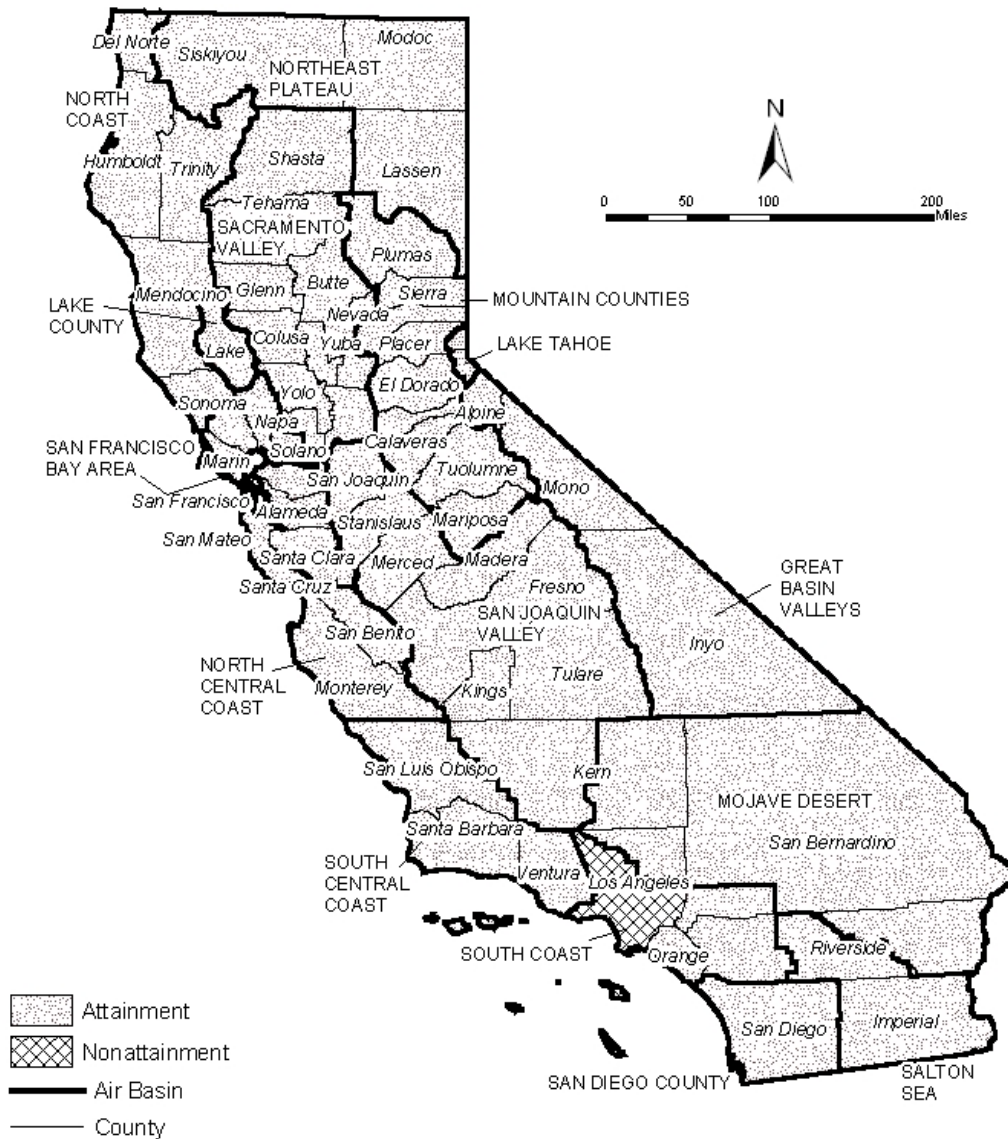 Del Norte
Siskiyou
Modoc
NORTHEAST
PLATEAU
NORTH
COAST
N
Humboldt
Trinity
Shasta
Lassen
0 50 100 200
Miles
Tehama
SACRAMENTO
VALLEY
Plumas
Butte
Glenn
Sierra
Mendocino
MOUNTAIN COUNTIES
LAKE
COUNTY
Nevada
Colusa
Yuba
Placer
LAKE TAHOE
Lake
El Dorado
Yolo
Sonoma
Alpine
Napa
SAN FRANCISCO
BAY AREA
Solano
Calaveras
Marin
Tuolumne
San Joaquin
Mono
San Francisco
Alameda
Stanislaus
Mariposa
San Mateo
Santa Clara
Merced
Madera
GREAT
BASIN
VALLEYS
Santa Cruz
Fresno
SAN JOAQUIN
VALLEY
San Benito
Inyo
NORTH
CENTRAL
COAST
Monterey
Kings
Tulare
San Luis Obispo
Kern
MOJAVE DESERT
Santa Barbara
San Bernardino
SOUTH
CENTRAL
COAST
Ventura
Los Angeles
SOUTH COAST
Orange
Riverside
Attainment
San Diego
Imperial
Nonattainment
SAN DIEGO COUNTY
SALTON
SEA
Air Basin
County